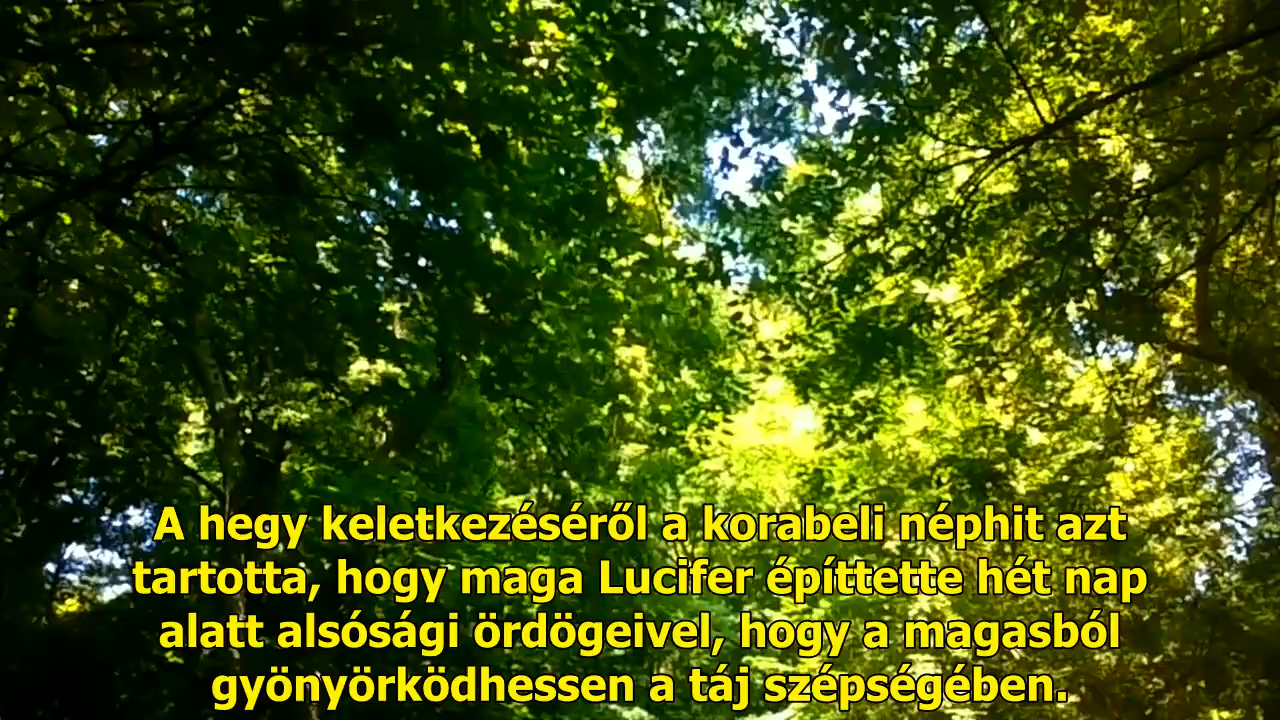 A hegy keletkezéséről a korabeli néphit azt
tartotta, hogy maga Lucifer építtette hét nap
alatt alsósági ördögeivel, hogy a magasból
gyönyörködhessen a táj szépségében.